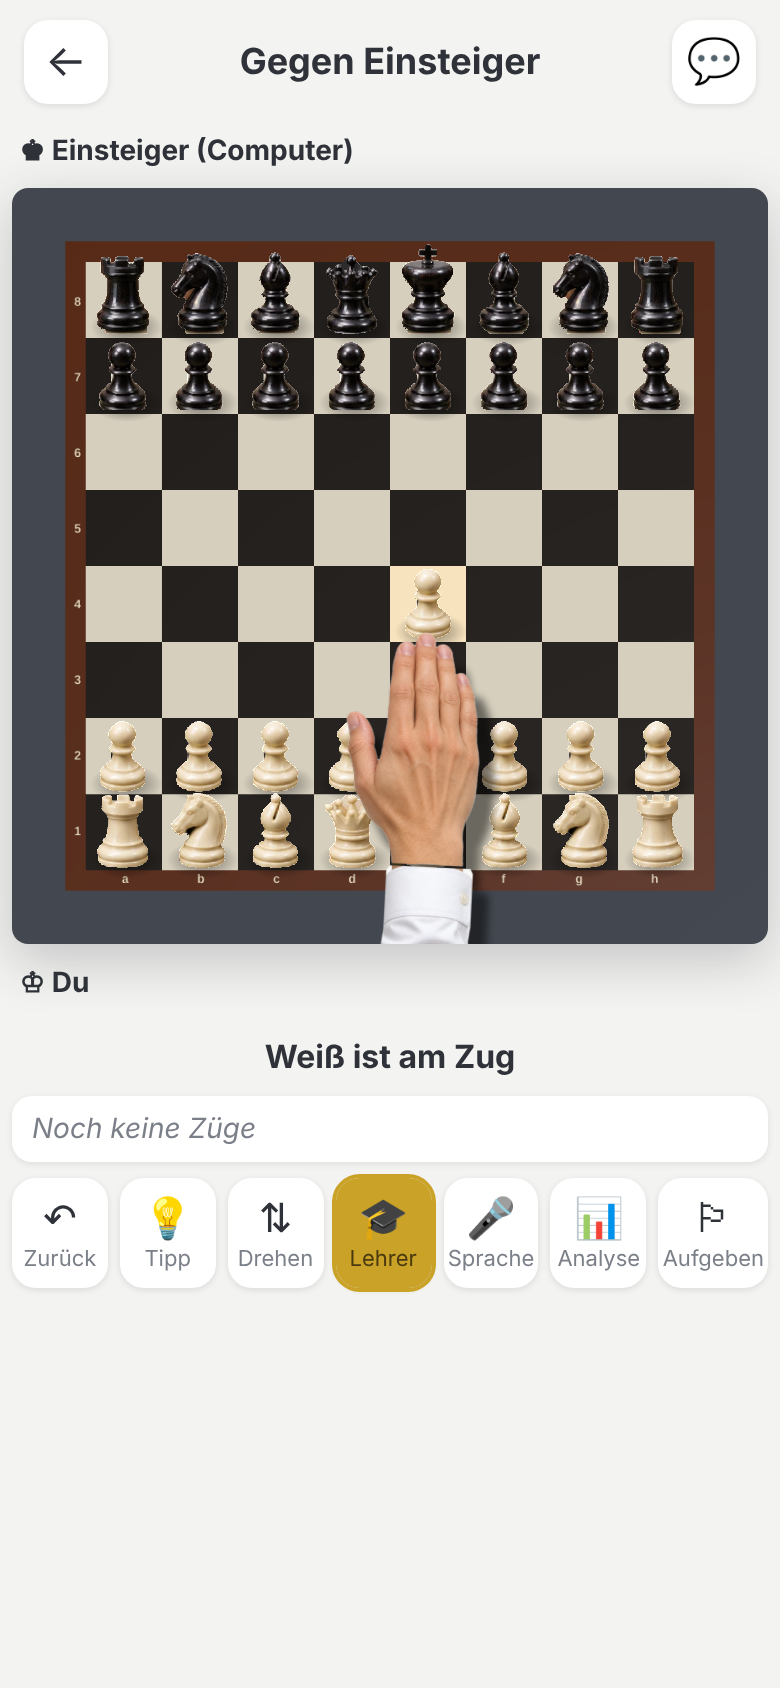 Gegen Einsteiger
♚ Einsteiger (Computer)
8
7
6
5
4
3
2
1
a b c d f g h
♔ Du
Weiß ist am Zug
Noch keine Züge
Zurück Tipp Drehen Lehrer Sprache Analyse Aufgeben